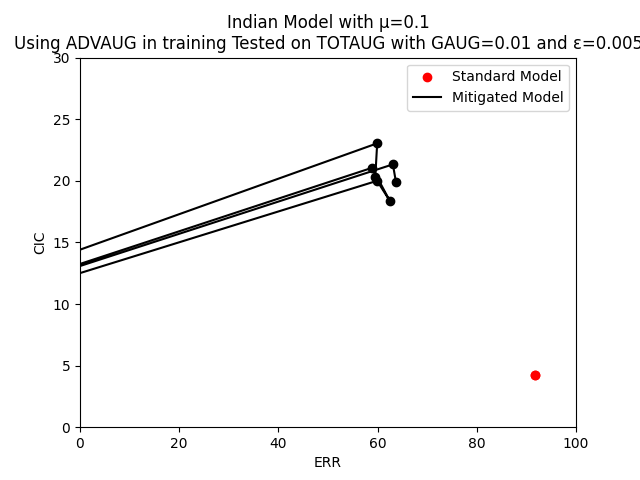 Indian Model with μ=0.1
Using ADVAUG in training Tested on TOTAUG with GAUG=0.01 and ε=0.005
30
25
20
15
10
5
0
CIC
Standard Model
Mitigated Model
0 20 40 60 80 100
ERR